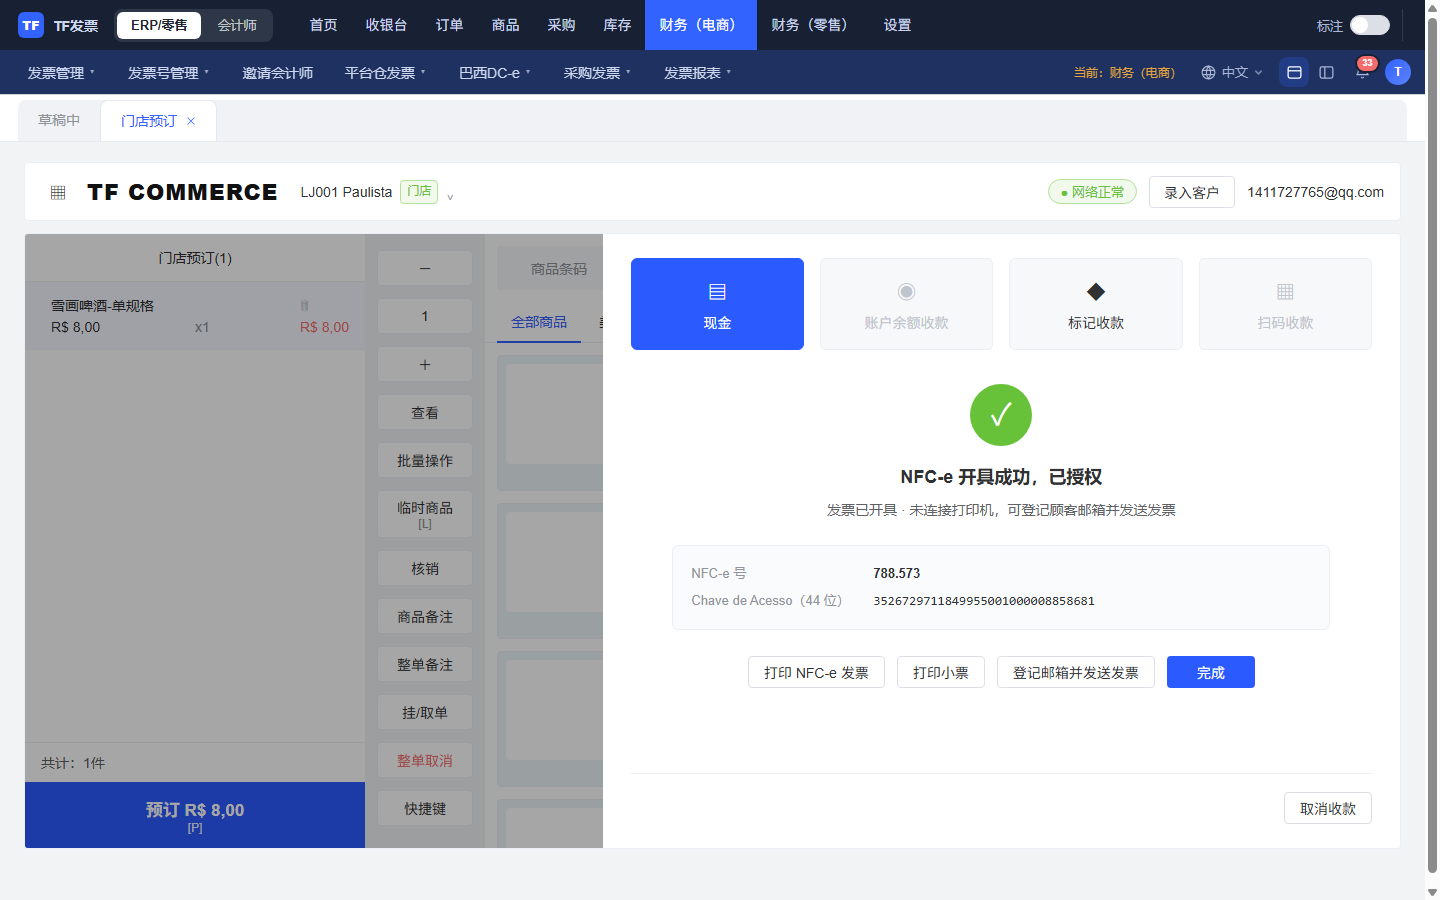 TF TF发票 ERP/零售 会计师 首页 收银台 订单 商品 采购 库存 财务（电商） 财务（零售） 设置 标注
发票管理 发票号管理 邀请会计师 平台仓发票 巴西DC-e 采购发票 发票报表 当前：财务（电商） 中文 33 T
草稿中 门店预订 ×
TF COMMERCE LJ001 Paulista 门店 网络正常 录入客户 1411727765@qq.com
门店预订(1)
雪画啤酒-单规格
R$ 8,00 x1 R$ 8,00
共计：1件
预订 R$ 8,00
[P]
—
1
+
查看
批量操作
临时商品
[L]
核销
商品备注
整单备注
挂/取单
整单取消
快捷键
商品条码
全部商品
现金 账户余额收款 标记收款 扫码收款
NFC-e 开具成功，已授权
发票已开具 · 未连接打印机，可登记顾客邮箱并发送发票
NFC-e 号 788.573
Chave de Acesso（44 位） 3526729711849955001000008858681
打印 NFC-e 发票 打印小票 登记邮箱并发送发票 完成
取消收款